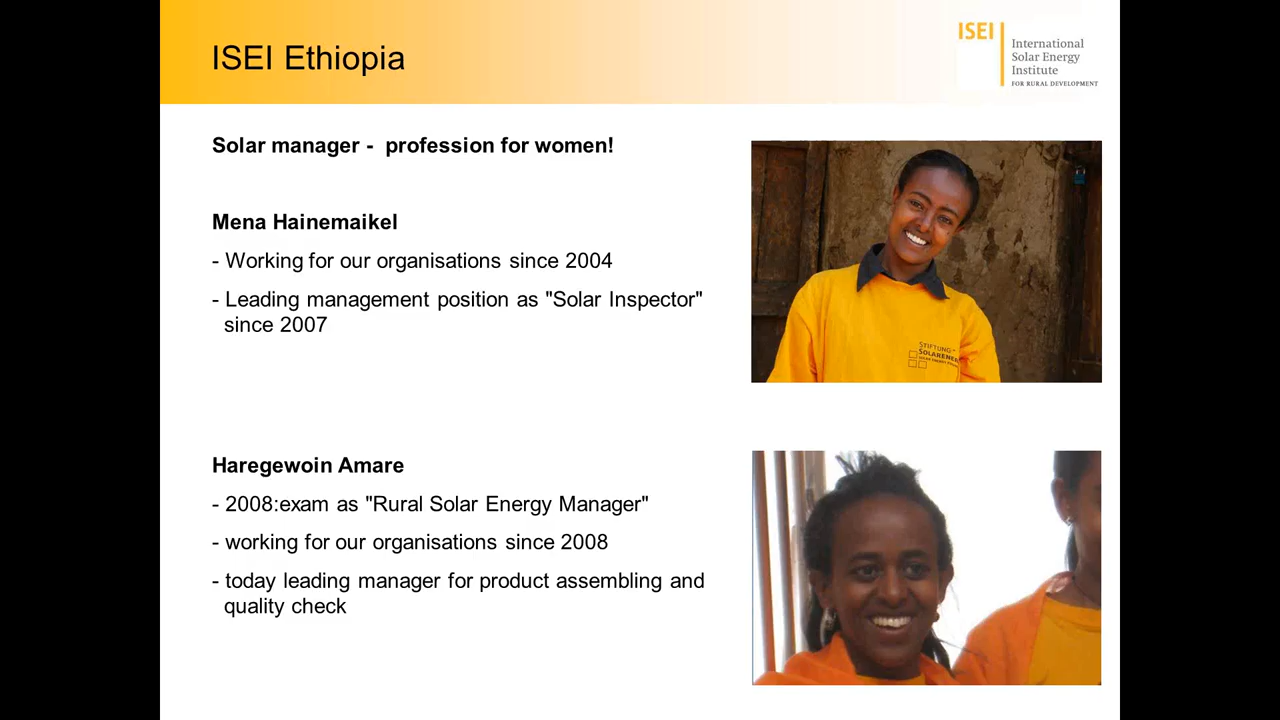 ISEI Ethiopia
ISEI
International
Solar Energy
Institute
FOR RURAL DEVELOPMENT
Solar manager -  profession for women!
Mena Hainemaikel
- Working for our organisations since 2004
- Leading management position as "Solar Inspector"
since 2007
STIFTUNG
Haregewoin Amare
- 2008:exam as "Rural Solar Energy Manager"
- working for our organisations since 2008
- today leading manager for product assembling and
quality check